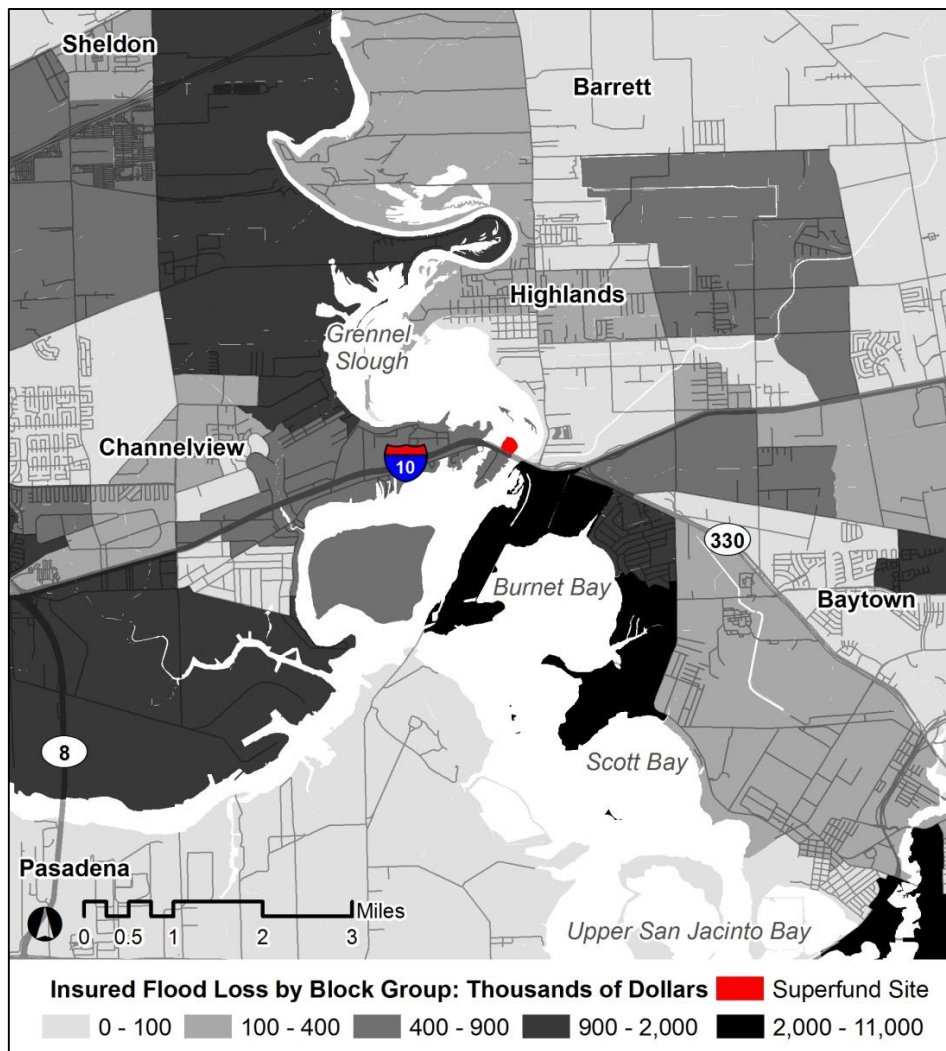 Sheldon
Barrett
Highlands
Grennel
Slough
Channelview
10
330
Burnet Bay
Baytown
8
Scott Bay
Pasadena
Miles
0 0.5 1 2 3
Upper San Jacinto Bay
Insured Flood Loss by Block Group: Thousands of Dollars Superfund Site
0 - 100 100 - 400 400 - 900 900 - 2,000 2,000 - 11,000